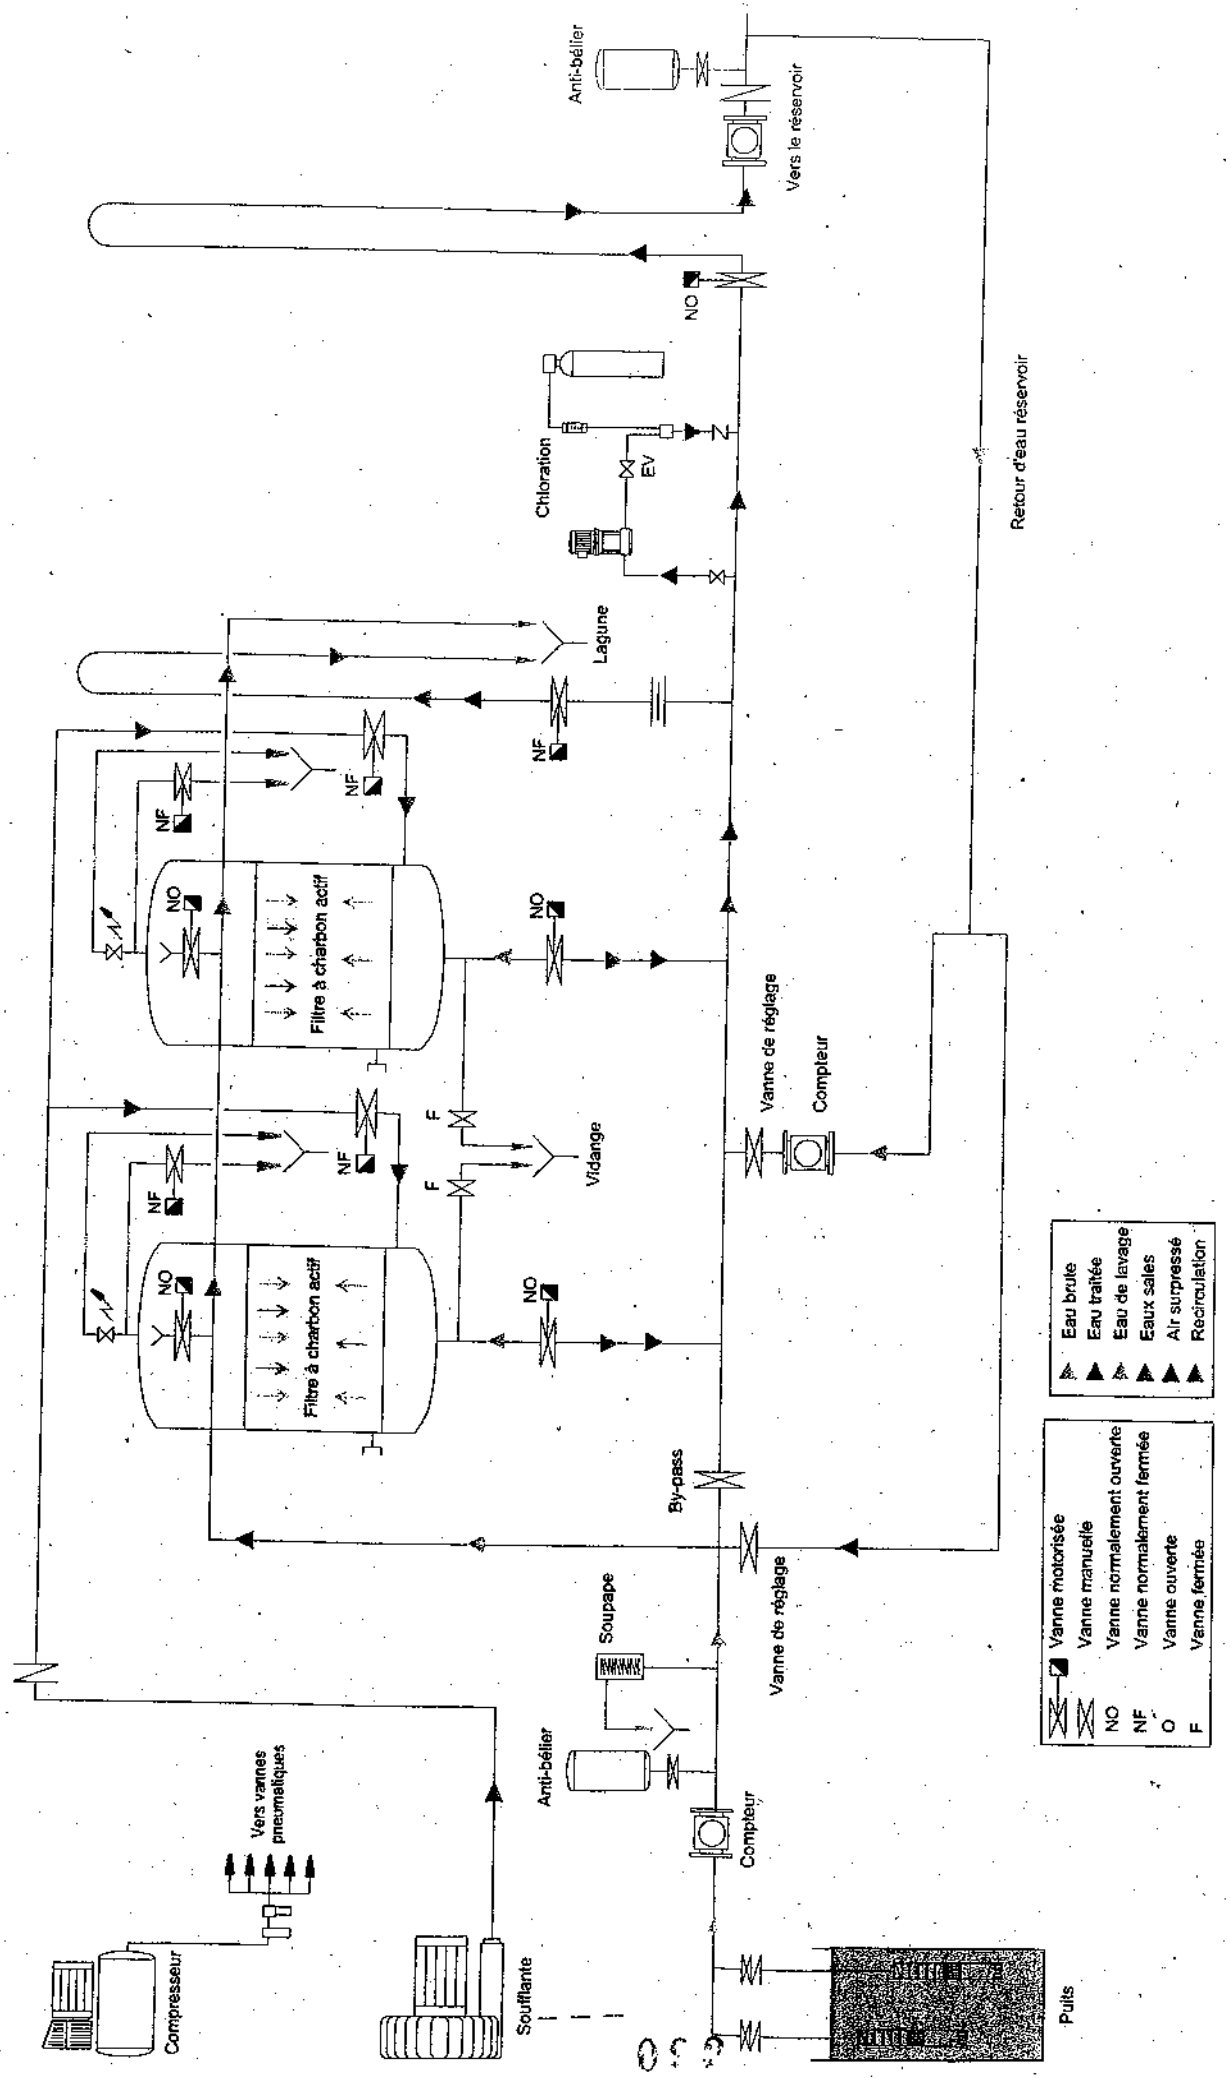 Compresseur
Vers vannes
pneumatiques
Soufflante
Puits
Compteur
Anti-bélier
Soupape
Vanne de réglage
By-pass
NO
Filtre à charbon actif
NO
NF
NF
F
F
Vidange
NO
Filtre à charbon actif
NO
NF
NF
Vanne de réglage
Compteur
NF
Lagune
Chloration
EV
NO
Anti-bélier
Vers le réservoir
Retour d'eau réservoir
Vanne motorisée
Vanne manuelle
NO Vanne normalement ouverte
NF Vanne normalement fermée
O Vanne ouverte
F Vanne fermée
Eau brute
Eau traitée
Eau de lavage
Eaux sales
Air surpressé
Recirculation